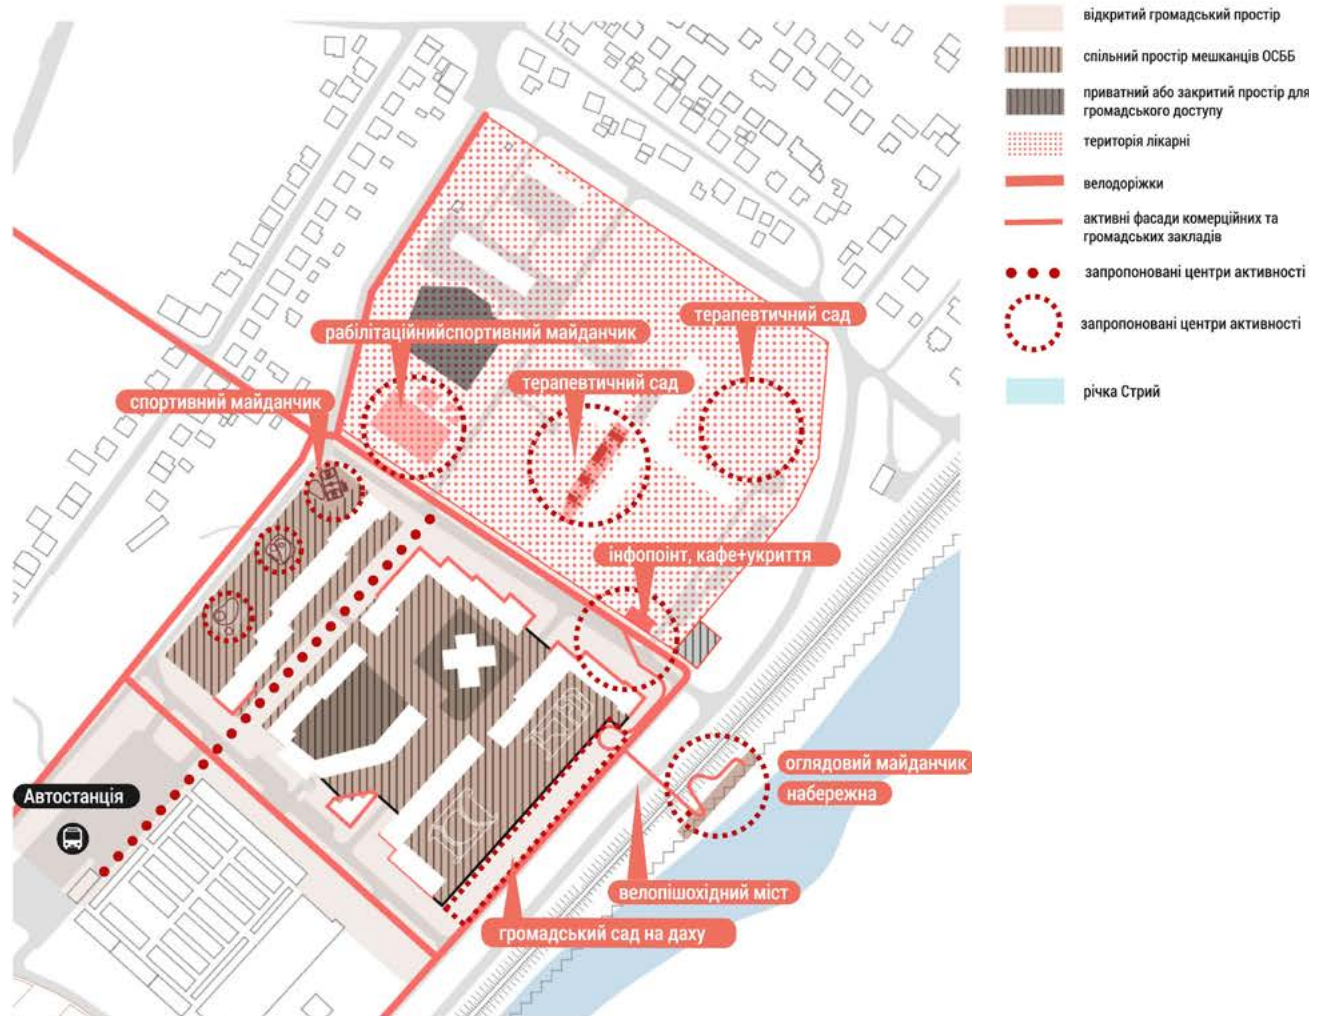 відкритий громадський простір
спільний простір мешканців ОСББ
приватний або закритий простір для
громадського доступу
територія лікарні
велодоріжки
активні фасади комерційних та
громадських закладів
запропоновані центри активності
запропоновані центри активності
річка Стрий
терапевтичний сад
рабілітаційнийспортивний майданчик
терапевтичний сад
спортивний майданчик
інфопоінт, кафе+укриття
оглядовий майданчик
набережна
Автостанція
велопішохідний міст
громадський сад на даху